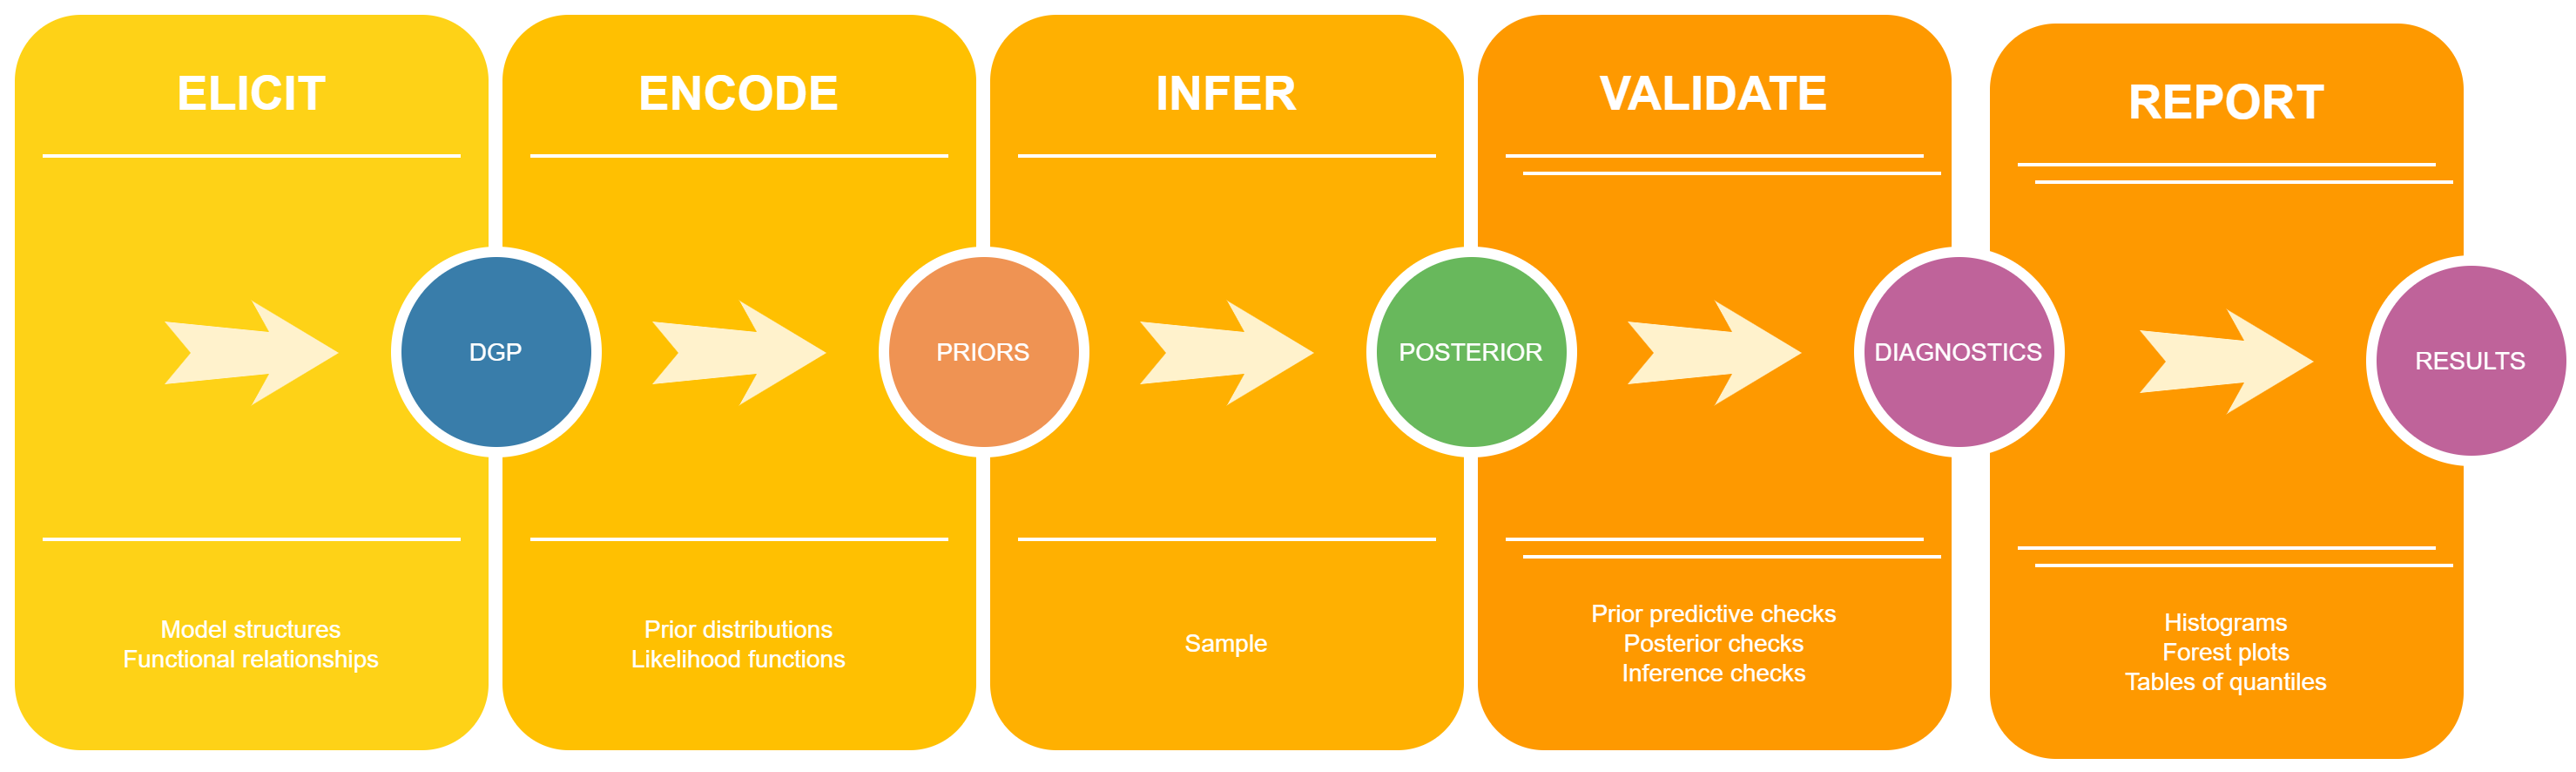 ELICIT
DGP
Model structures
Functional relationships
ENCODE
PRIORS
Prior distributions
Likelihood functions
INFER
POSTERIOR
Sample
VALIDATE
DIAGNOSTICS
Prior predictive checks
Posterior checks
Inference checks
REPORT
RESULTS
Histograms
Forest plots
Tables of quantiles